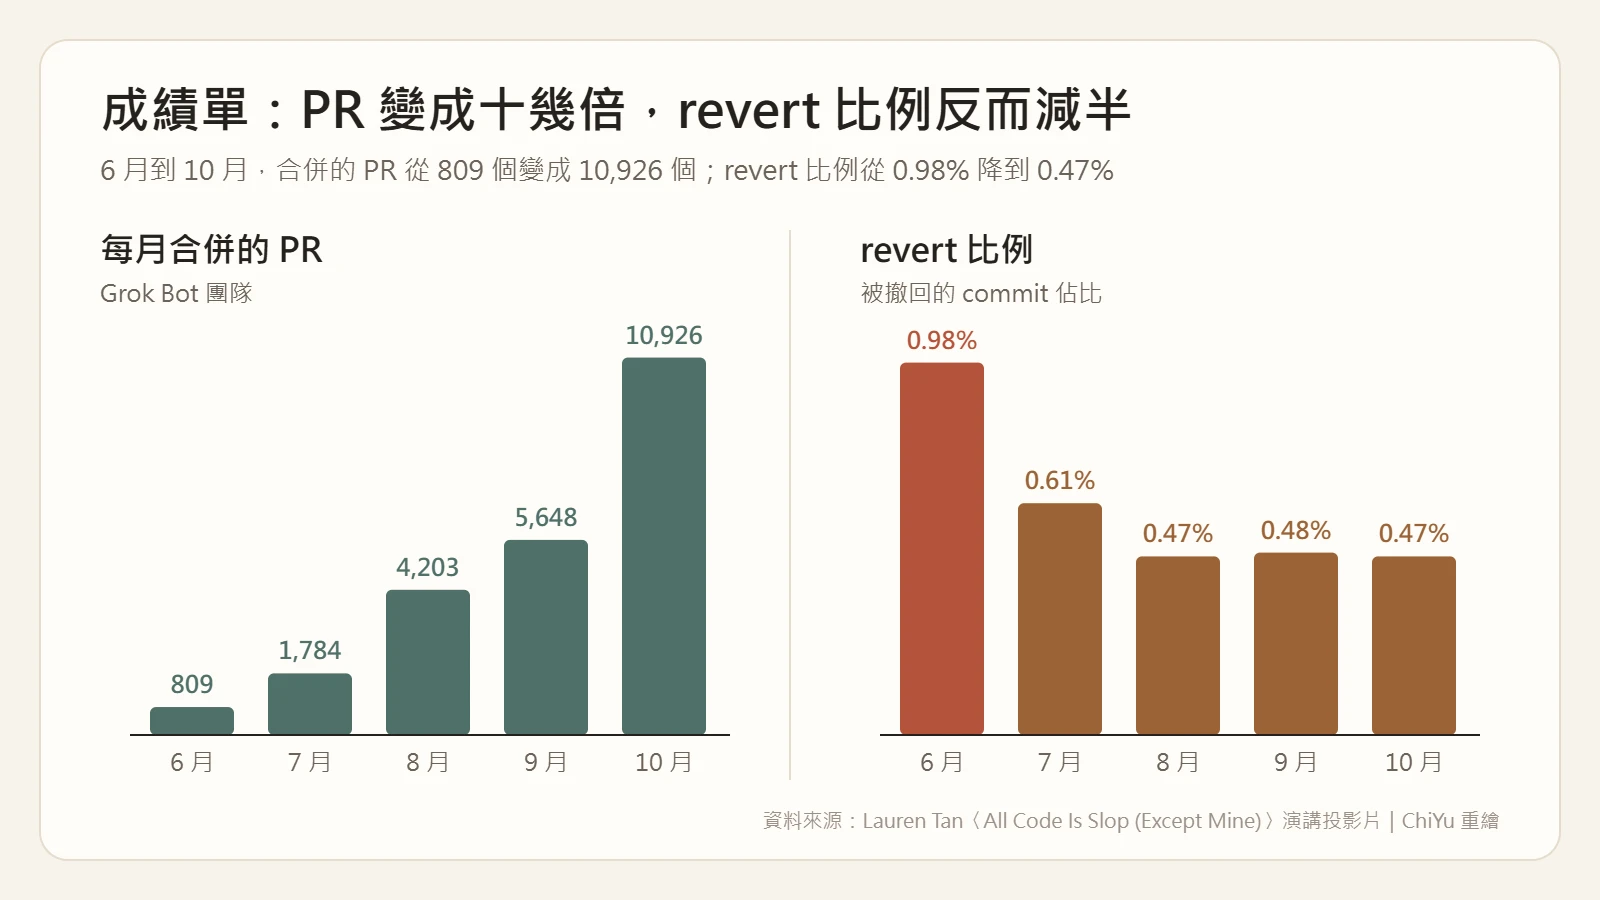 成績單：PR 變成十幾倍，revert 比例反而減半
6 月到 10 月，合併的 PR 從 809 個變成 10,926 個；revert 比例從 0.98% 降到 0.47%
每月合併的 PR
Grok Bot 團隊
809
1,784
4,203
5,648
10,926
6 月
7 月
8 月
9 月
10 月
revert 比例
被撤回的 commit 佔比
0.98%
0.61%
0.47%
0.48%
0.47%
6 月
7 月
8 月
9 月
10 月
資料來源：Lauren Tan〈All Code Is Slop (Except Mine)〉演講投影片｜ChiYu 重繪